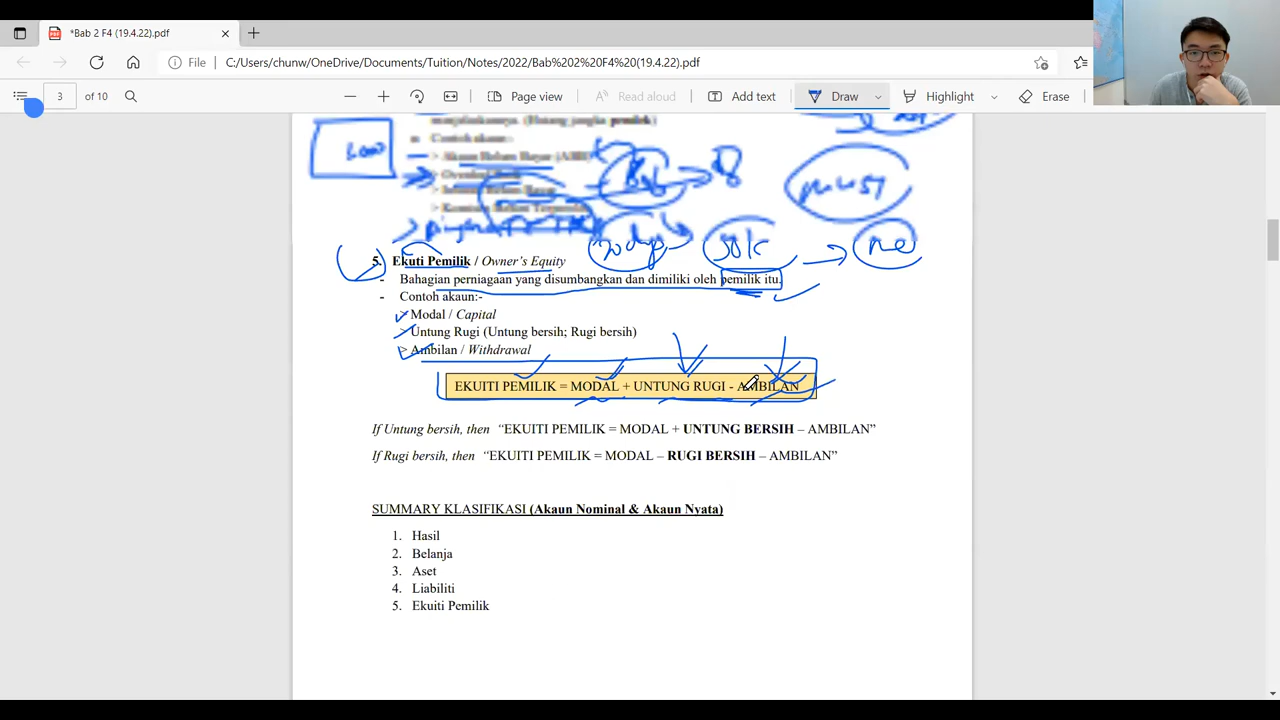 *Bab 2 F4 (19.4.22).pdf
File C:/Users/chunw/OneDrive/Documents/Tuition/Notes/2022/Bab%202%20F4%20(19.4.22).pdf
3 of 10 Page view Read aloud Add text Draw Highlight Erase
Contoh akaun:-
5. Ekuti Pemilik / Owner's Equity
- Bahagian perniagaan yang disumbangkan dan dimiliki oleh pemilik itu.
- Contoh akaun:-
> Modal / Capital
> Untung Rugi (Untung bersih; Rugi bersih)
> Ambilan / Withdrawal
EKUITI PEMILIK = MODAL + UNTUNG RUGI - AMBILAN
If Untung bersih, then "EKUITI PEMILIK = MODAL + UNTUNG BERSIH – AMBILAN"
If Rugi bersih, then "EKUITI PEMILIK = MODAL – RUGI BERSIH – AMBILAN"
SUMMARY KLASIFIKASI (Akaun Nominal & Akaun Nyata)
1. Hasil
2. Belanja
3. Aset
4. Liabiliti
5. Ekuiti Pemilik